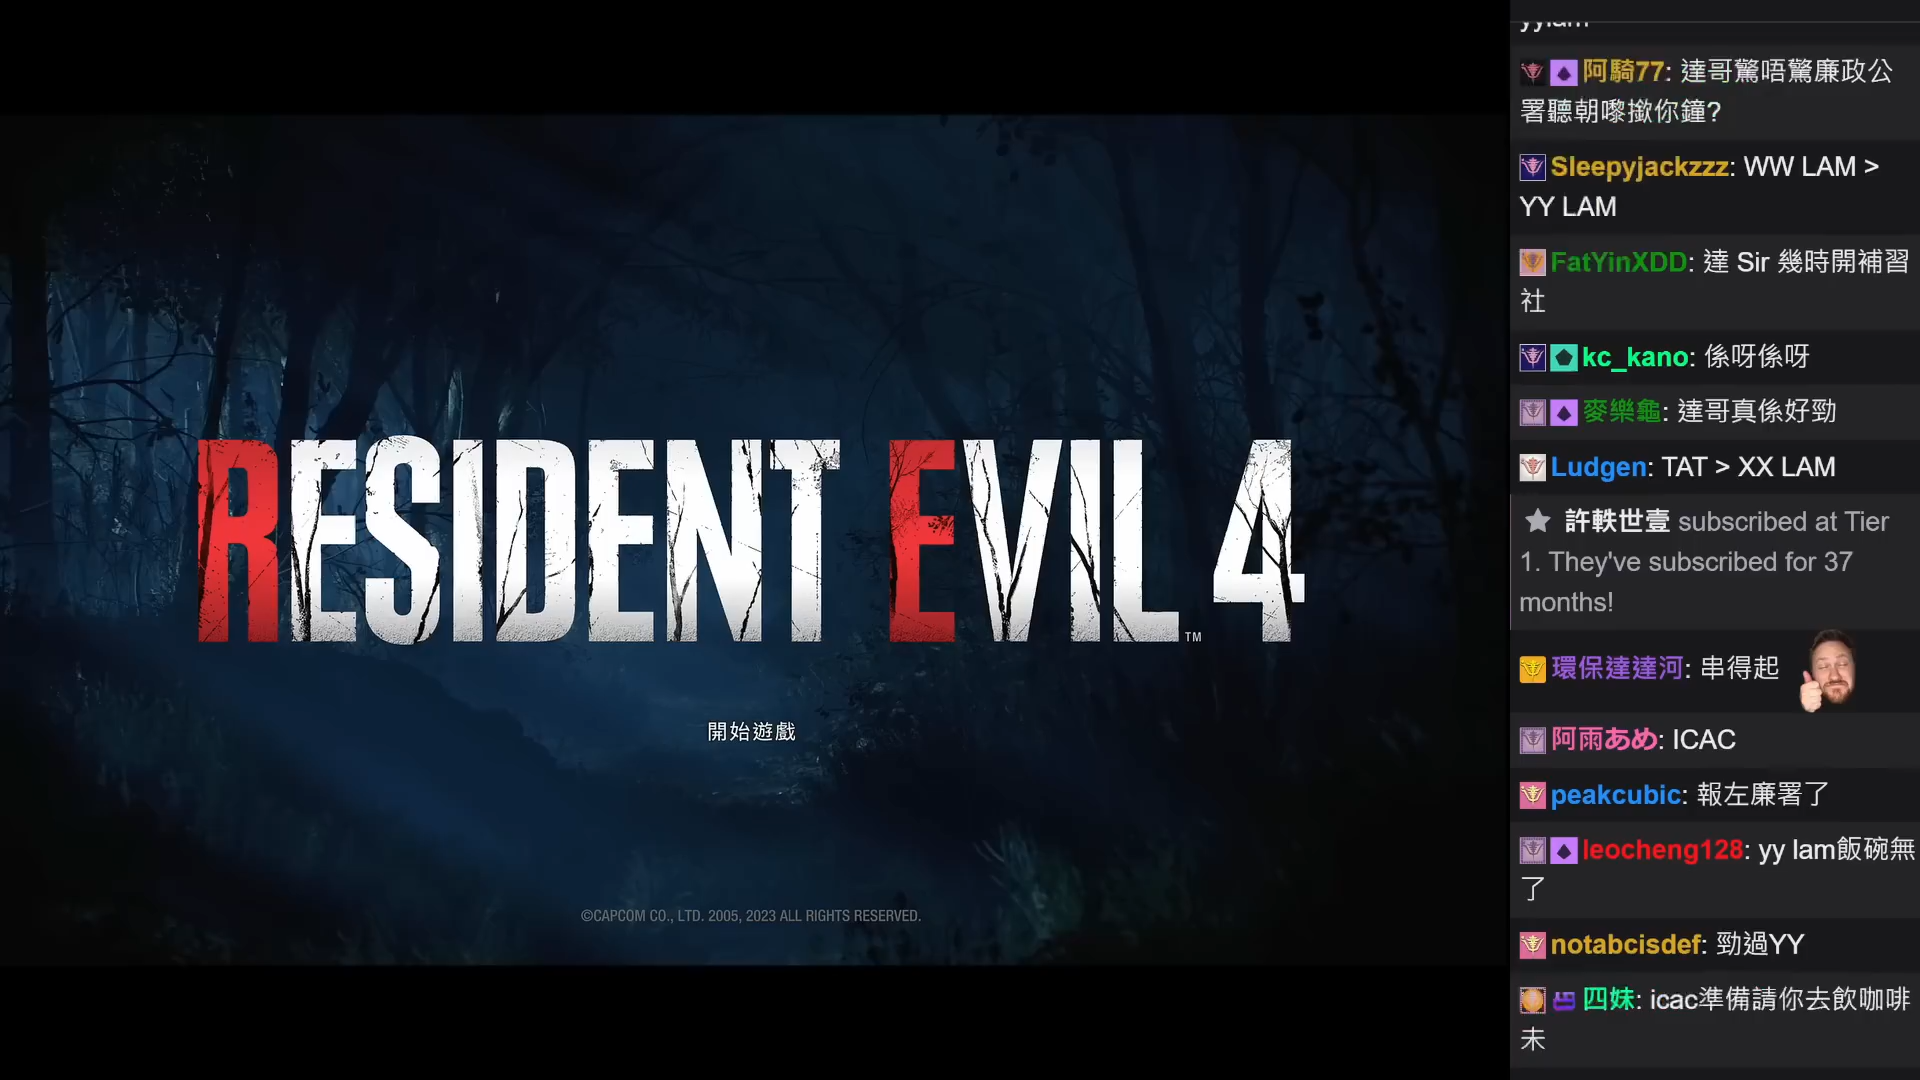 RESIDENT EVIL 4
TM
開始遊戲
©CAPCOM CO., LTD. 2005, 2023 ALL RIGHTS RESERVED.
yylam
阿騎77: 達哥驚唔驚廉政公
署聽朝嚟撳你鐘?
Sleepyjackzzz: WW LAM >
YY LAM
FatYinXDD: 達 Sir 幾時開補習
社
kc_kano: 係呀係呀
麥樂龜: 達哥真係好勁
Ludgen: TAT > XX LAM
許軼世壹 subscribed at Tier
1. They've subscribed for 37
months!
環保達達河: 串得起
阿雨あめ: ICAC
peakcubic: 報左廉署了
leocheng128: yy lam飯碗無
了
notabcisdef: 勁過YY
四妹: icac準備請你去飲咖啡
未